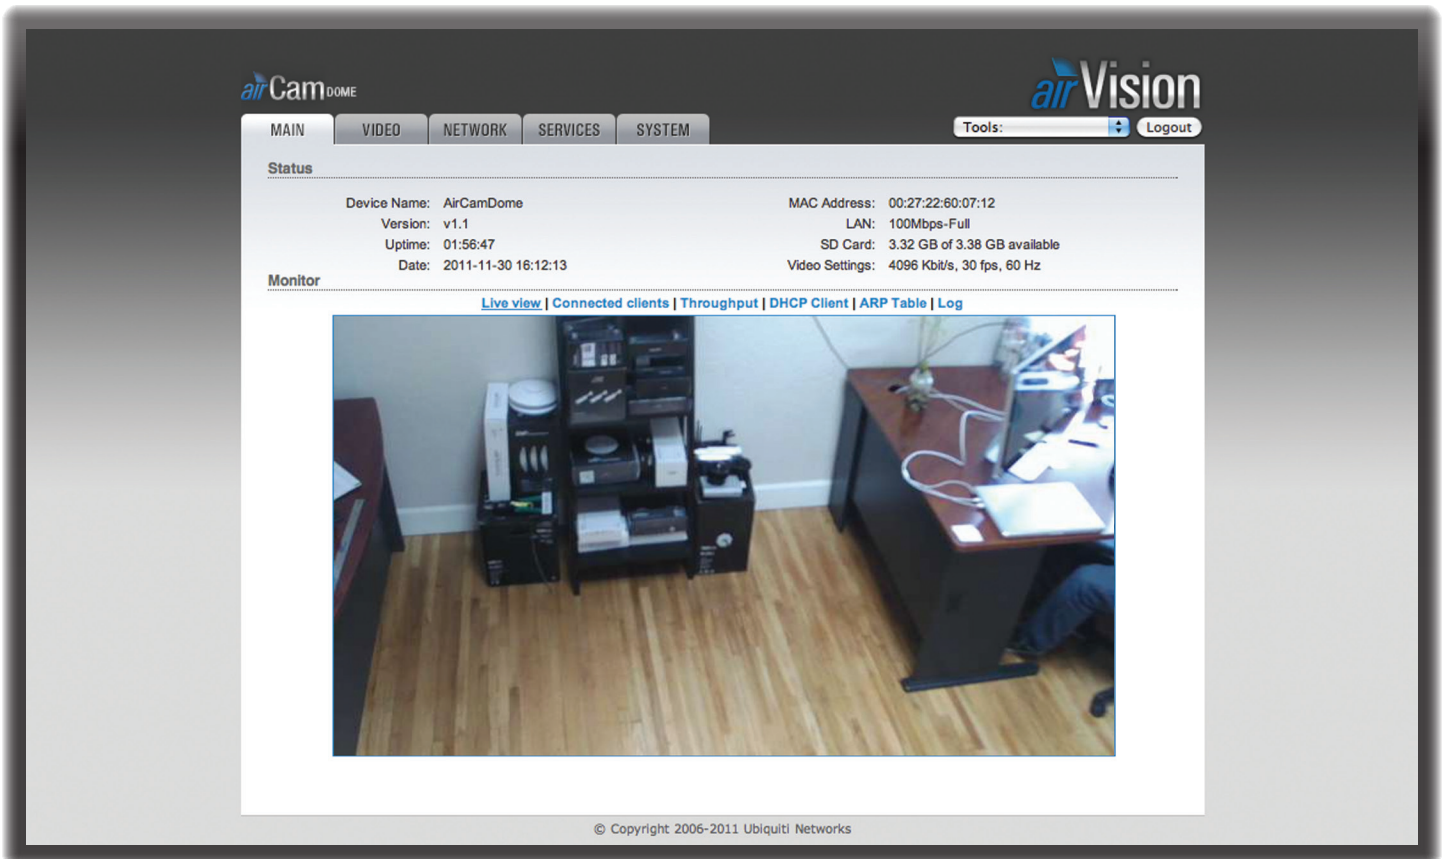 airCam DOME
airVision
MAIN VIDEO NETWORK SERVICES SYSTEM
Tools: Logout
Status
Device Name: AirCamDome MAC Address: 00:27:22:60:07:12
Version: v1.1 LAN: 100Mbps-Full
Uptime: 01:56:47 SD Card: 3.32 GB of 3.38 GB available
Date: 2011-11-30 16:12:13 Video Settings: 4096 Kbit/s, 30 fps, 60 Hz
Monitor
Live view | Connected clients | Throughput | DHCP Client | ARP Table | Log
© Copyright 2006-2011 Ubiquiti Networks